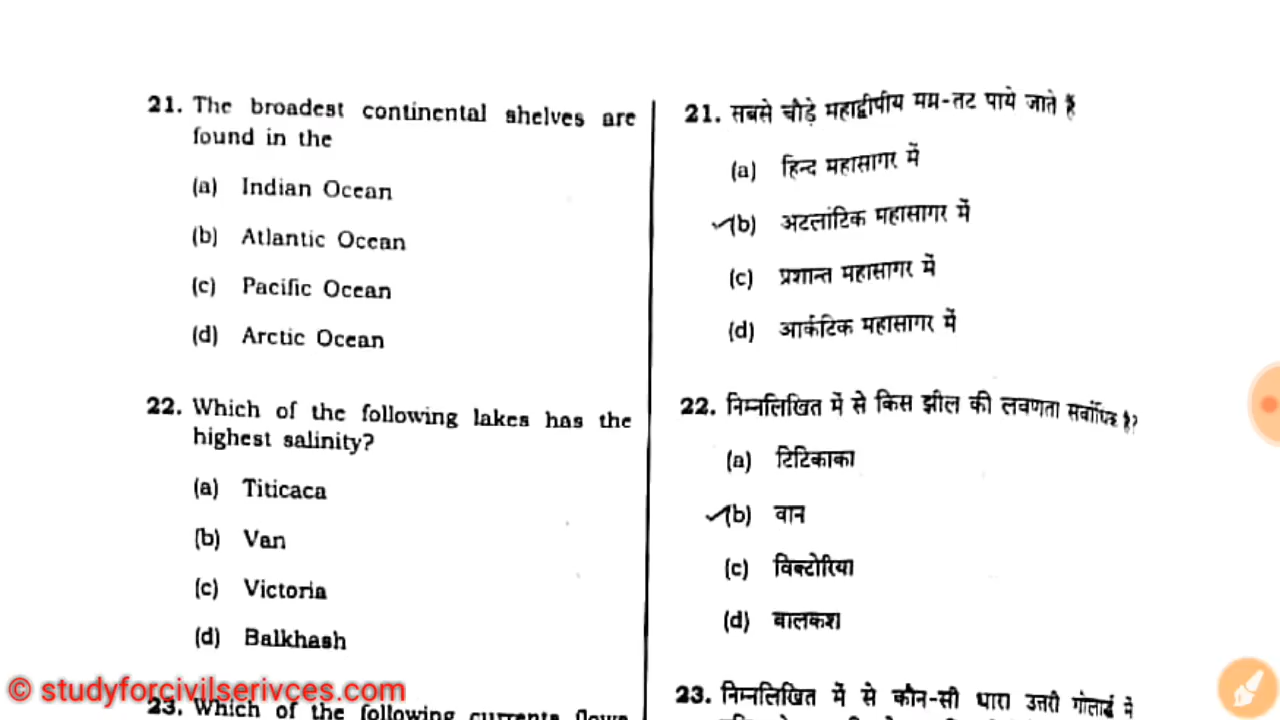 21. The broadest continental shelves are
found in the
(a) Indian Ocean
(b) Atlantic Ocean
(c) Pacific Ocean
(d) Arctic Ocean
22. Which of the following lakes has the
highest salinity?
(a) Titicaca
(b) Van
(c) Victoria
(d) Balkhash
23. Which of the following currents flows
21. सबसे चौड़े महाद्वीपीय मग्न-तट पाये जाते हैं
(a) हिन्द महासागर में
(b) अटलांटिक महासागर में
(c) प्रशान्त महासागर में
(d) आर्कटिक महासागर में
22. निम्नलिखित में से किस झील की लवणता सर्वाधिक है?
(a) टिटिकाका
(b) वान
(c) विक्टोरिया
(d) बालकश
23. निम्नलिखित में से कौन-सी धारा उत्तरी गोलार्द्ध में
© studyforcivilserivces.com